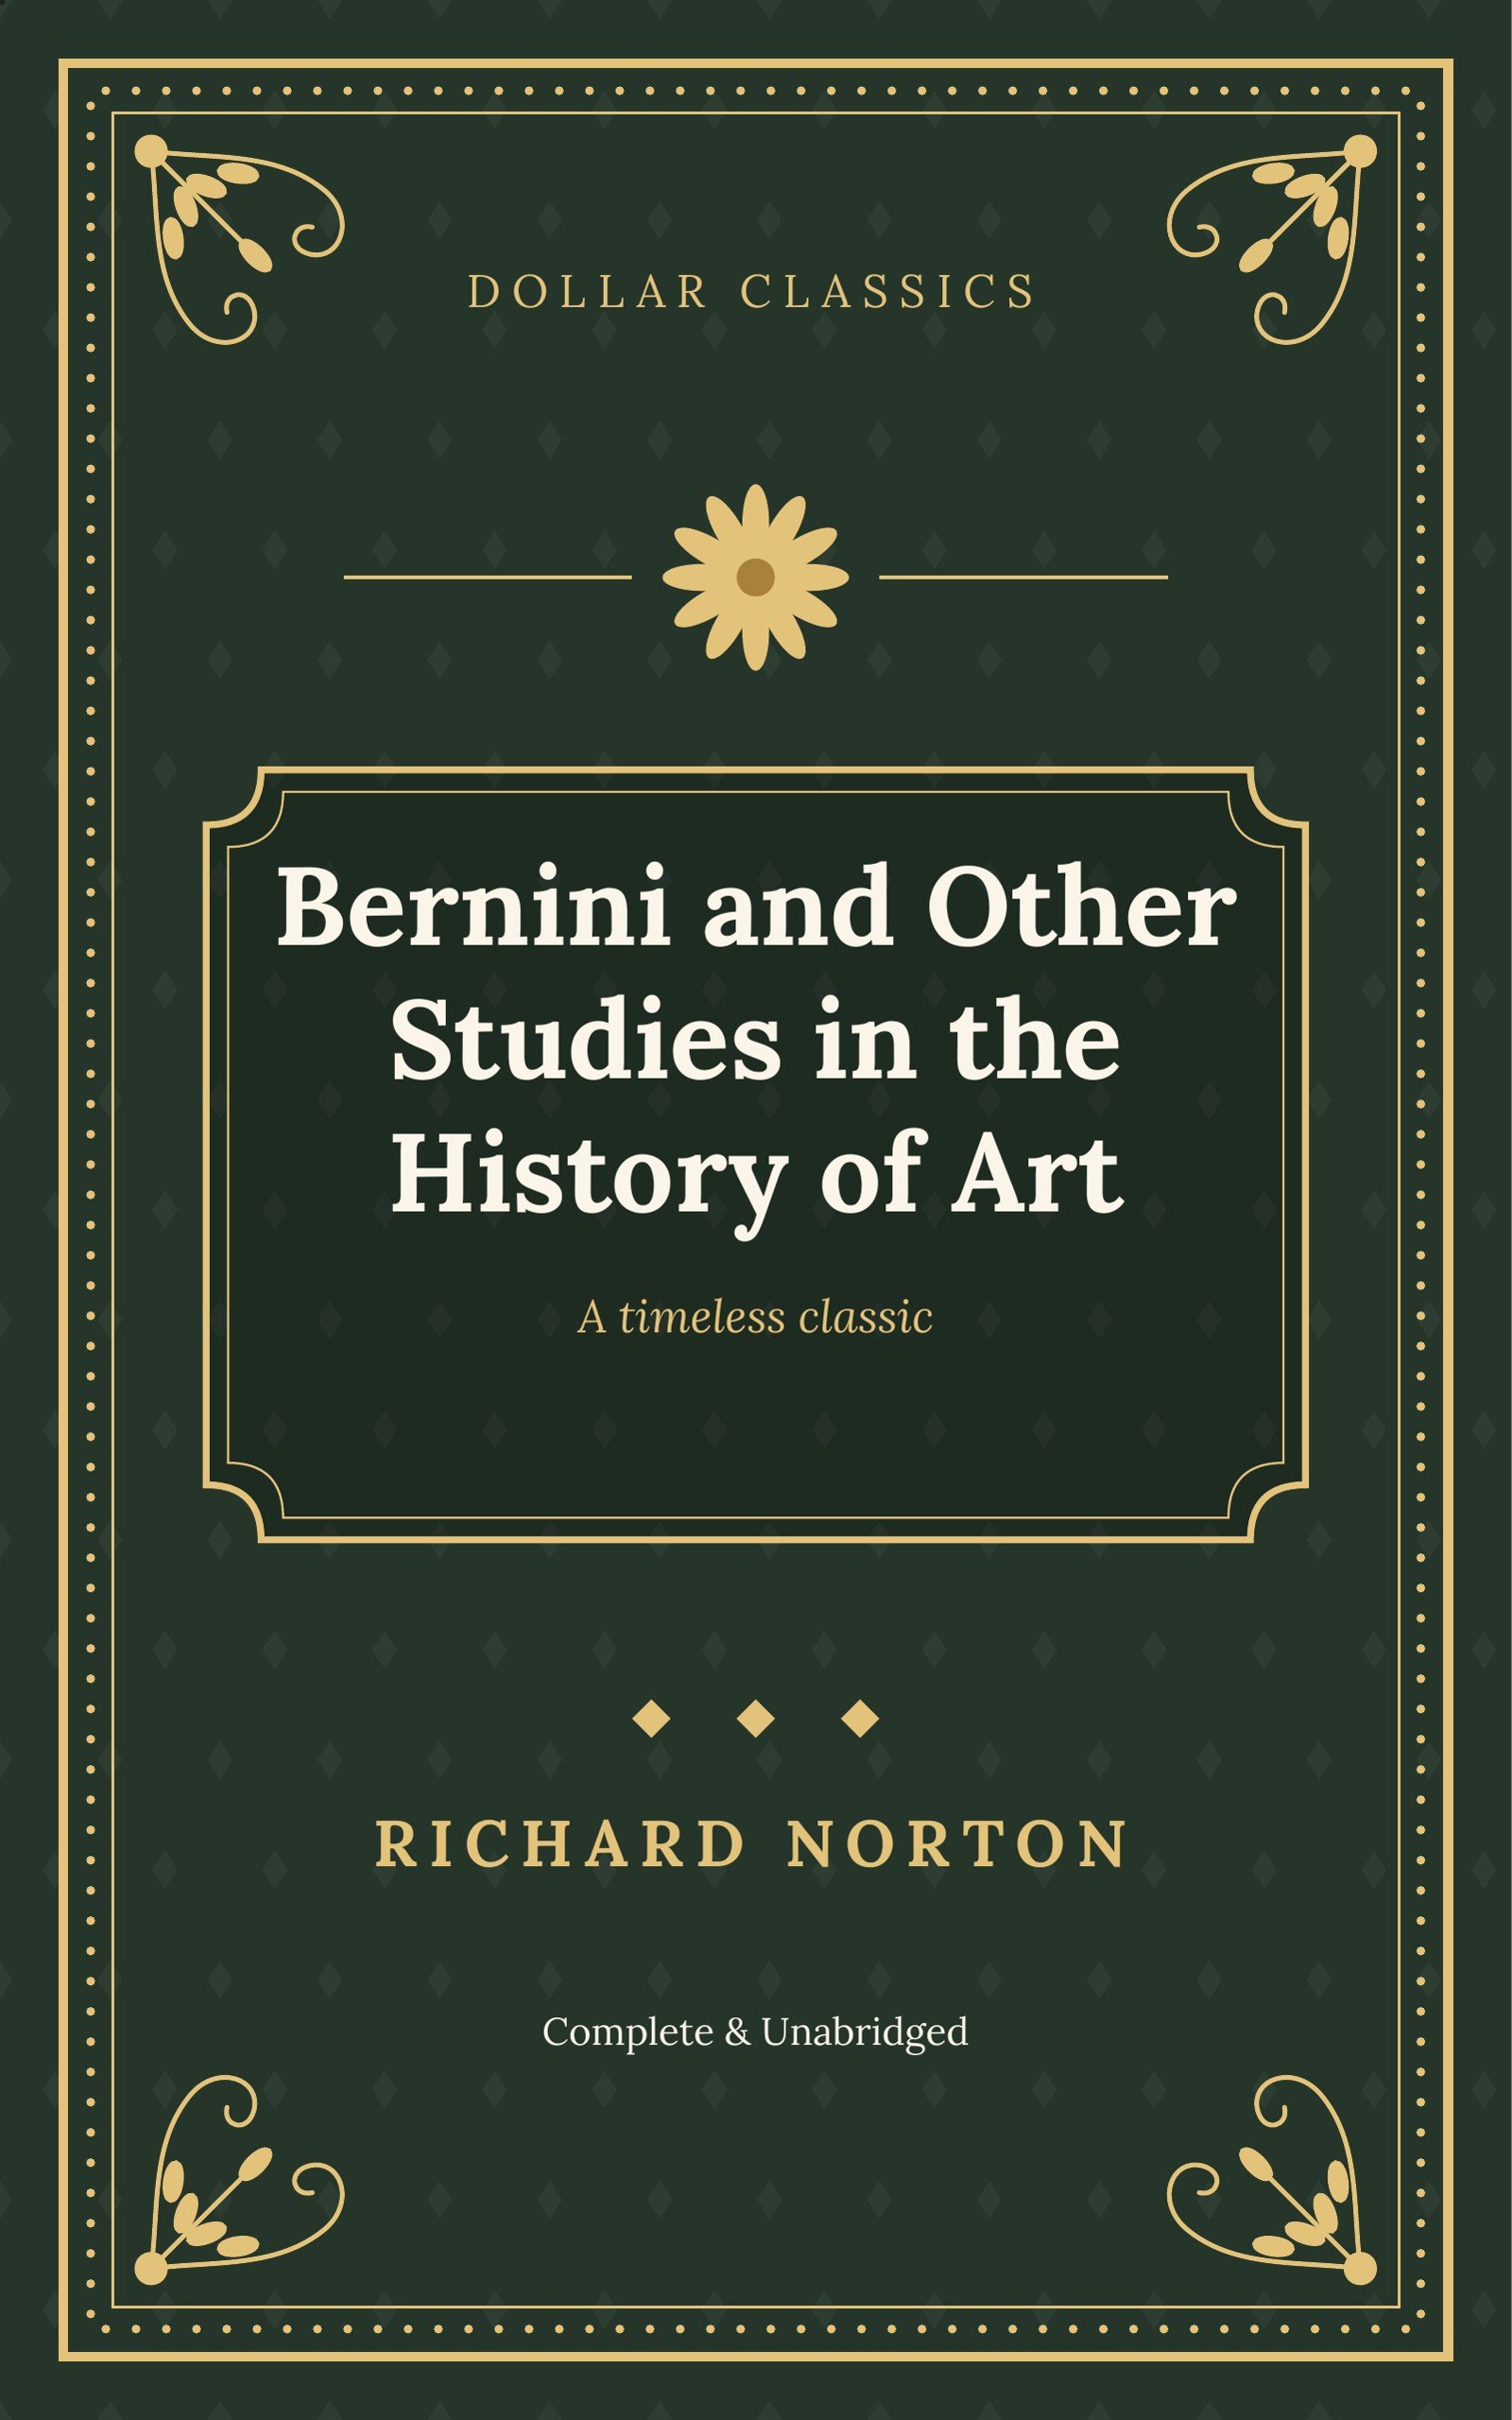 DOLLAR CLASSICS
Bernini and Other
Studies in the
History of Art
A timeless classic
RICHARD NORTON
Complete & Unabridged